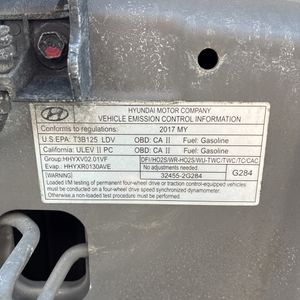 HYUNDAI MOTOR COMPANY
VEHICLE EMISSION CONTROL INFORMATION
Conforms to regulations: 2017 MY
U.S EPA: T3B125 LDV OBD: CA II Fuel: Gasoline
California: ULEV II PC OBD: CA II Fuel: Gasoline
Group: HHYXV02.01VF DFI/HO2S/WR-HO2S/WU-TWC/TWC/TC/CAC
Evap.: HHYXR0130AVE No adjustments needed.
[WARNING] 32455-2G284 G284
Loaded I/M testing of permanent four-wheel drive or traction control-equipped
vehicles must be performed on a four-wheel drive chassis dynamometer.
Otherwise, a non-loaded test procedure must be used.